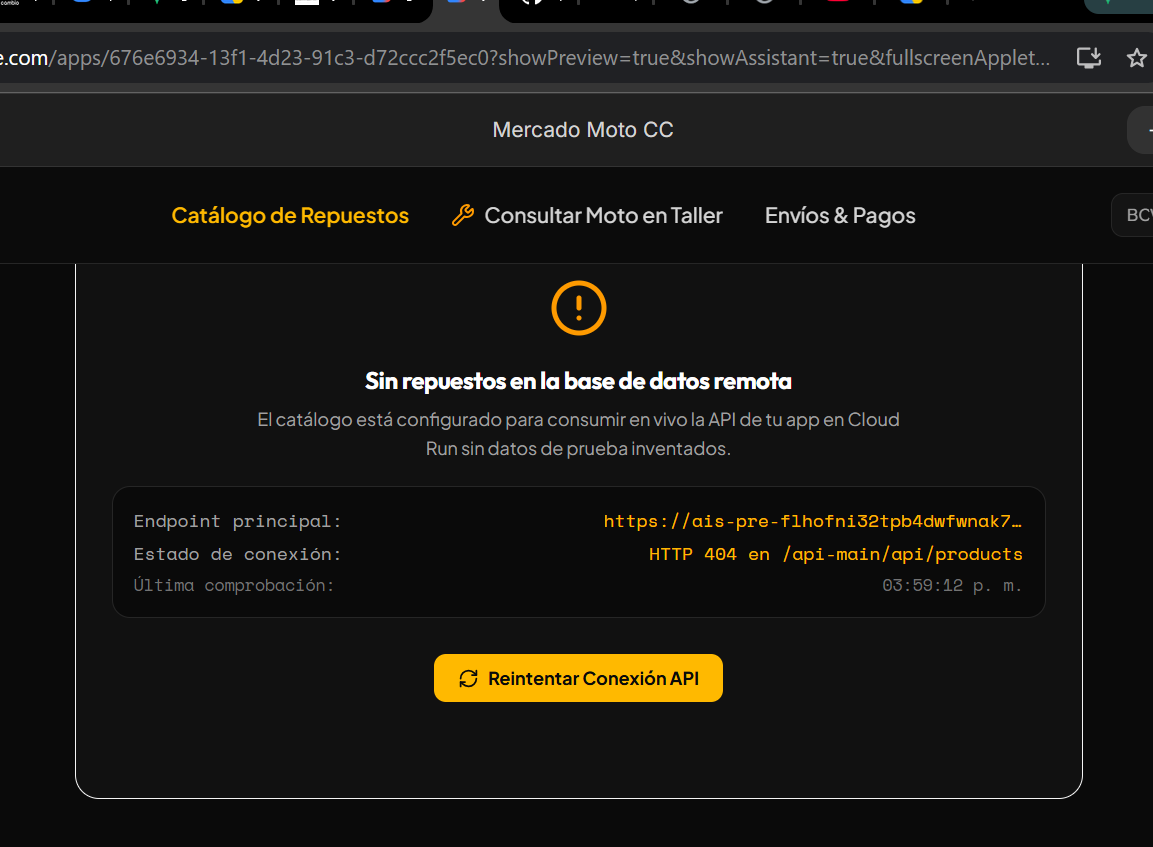 e.com/apps/676e6934-13f1-4d23-91c3-d72ccc2f5ec0?showPreview=true&showAssistant=true&fullscreenApplet...
Mercado Moto CC
Catálogo de Repuestos Consultar Moto en Taller Envíos & Pagos
Sin repuestos en la base de datos remota
El catálogo está configurado para consumir en vivo la API de tu app en Cloud
Run sin datos de prueba inventados.
Endpoint principal: https://ais-pre-flhofni32tpb4dwfwnak7…
Estado de conexión: HTTP 404 en /api-main/api/products
Última comprobación: 03:59:12 p. m.
Reintentar Conexión API